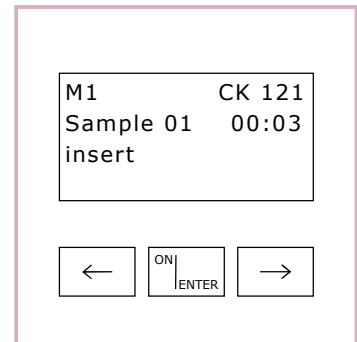 M1 CK 121
Sample 01 00:03
insert
← ON ENTER →